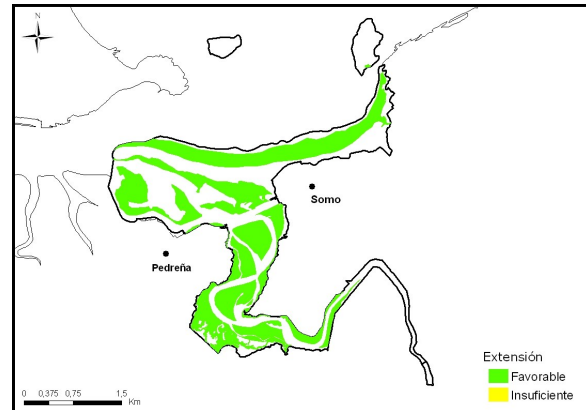 N
Somo
Pedreña
Extensión
Favorable
Insuficiente
0 0,375 0,75 1,5
Km